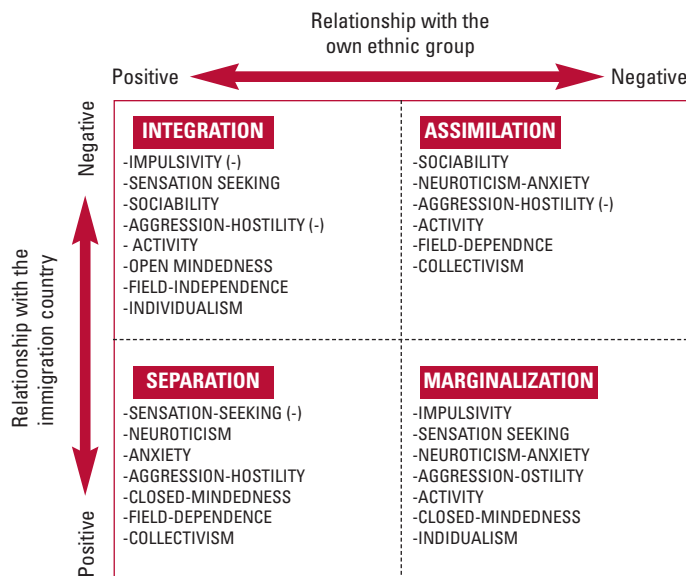 Relationship with the
own ethnic group
Positive
Negative
Relationship with the
immigration country
Negative
Positive
INTEGRATION
-IMPULSIVITY (-)
-SENSATION SEEKING
-SOCIABILITY
-AGGRESSION-HOSTILITY (-)
- ACTIVITY
-OPEN MINDEDNESS
-FIELD-INDEPENDENCE
-INDIVIDUALISM
ASSIMILATION
-SOCIABILITY
-NEUROTICISM-ANXIETY
-AGGRESSION-HOSTILITY (-)
-ACTIVITY
-FIELD-DEPENDNCE
-COLLECTIVISM
SEPARATION
-SENSATION-SEEKING (-)
-NEUROTICISM
-ANXIETY
-AGGRESSION-HOSTILITY
-CLOSED-MINDEDNESS
-FIELD-DEPENDENCE
-COLLECTIVISM
MARGINALIZATION
-IMPULSIVITY
-SENSATION SEEKING
-NEUROTICISM-ANXIETY
-AGGRESSION-OSTILITY
-ACTIVITY
-CLOSED-MINDEDNESS
-INDIDUALISM